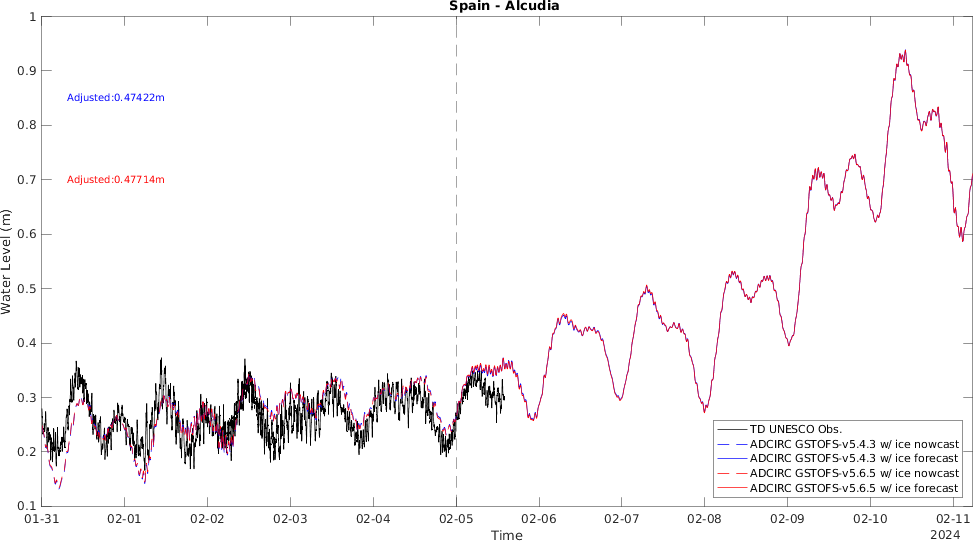 Spain - Alcudia
1
0.9
0.8
0.7
0.6
0.5
0.4
0.3
0.2
0.1
Water Level (m)
Adjusted:0.47422m
Adjusted:0.47714m
TD UNESCO Obs.
ADCIRC GSTOFS-v5.4.3 w/ ice nowcast
ADCIRC GSTOFS-v5.4.3 w/ ice forecast
ADCIRC GSTOFS-v5.6.5 w/ ice nowcast
ADCIRC GSTOFS-v5.6.5 w/ ice forecast
01-31 02-01 02-02 02-03 02-04 02-05 02-06 02-07 02-08 02-09 02-10 02-11
Time 2024